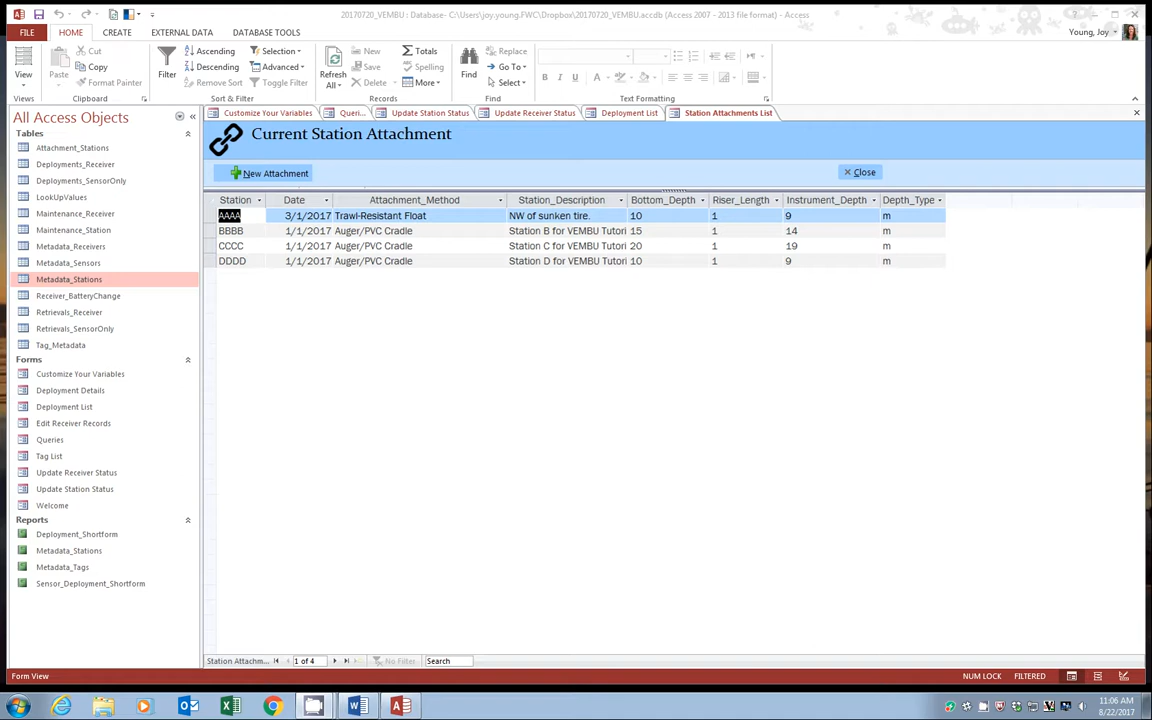 20170720_VEMBU : Database- C:\Users\joy.young.FWC\Dropbox\20170720_VEMBU.accdb (Access 2007 - 2013 file format) - Access
FILE HOME CREATE EXTERNAL DATA DATABASE TOOLS Young, Joy
View Paste Cut Copy Format Painter
Filter Ascending Descending Remove Sort Selection Advanced Toggle Filter
Refresh All New Save Delete Totals Spelling More
Find Replace Go To Select
Views Clipboard Sort & Filter Records Find Text Formatting
All Access Objects
Tables
Attachment_Stations
Deployments_Receiver
Deployments_SensorOnly
LookUpValues
Maintenance_Receiver
Maintenance_Station
Metadata_Receivers
Metadata_Sensors
Metadata_Stations
Receiver_BatteryChange
Retrievals_Receiver
Retrievals_SensorOnly
Tag_Metadata
Forms
Customize Your Variables
Deployment Details
Deployment List
Edit Receiver Records
Queries
Tag List
Update Receiver Status
Update Station Status
Welcome
Reports
Deployment_Shortform
Metadata_Stations
Metadata_Tags
Sensor_Deployment_Shortform
Customize Your Variables Queri... Update Station Status Update Receiver Status Deployment List Station Attachments List
Current Station Attachment
New Attachment Close
Station Date Attachment_Method Station_Description Bottom_Depth Riser_Length Instrument_Depth Depth_Type
AAAA 3/1/2017 Trawl-Resistant Float NW of sunken tire. 10 1 9 m
BBBB 1/1/2017 Auger/PVC Cradle Station B for VEMBU Tutori 15 1 14 m
CCCC 1/1/2017 Auger/PVC Cradle Station C for VEMBU Tutori 20 1 19 m
DDDD 1/1/2017 Auger/PVC Cradle Station D for VEMBU Tutori 10 1 9 m
Station Attachm... 1 of 4 No Filter Search
Form View NUM LOCK FILTERED
11:06 AM
8/22/2017